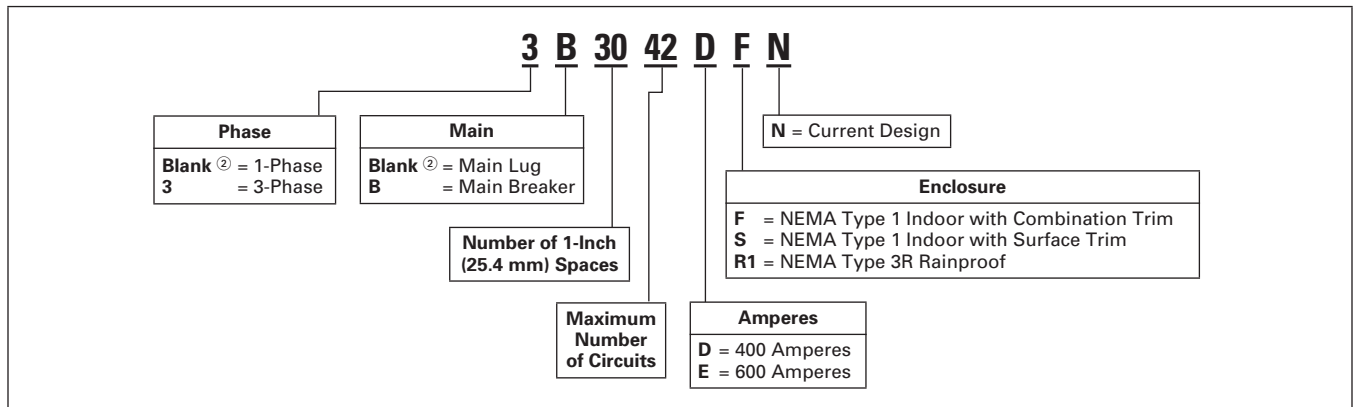 3 B 30 42 D F N
Phase
Blank ② = 1-Phase
3 = 3-Phase
Main
Blank ② = Main Lug
B = Main Breaker
N = Current Design
Enclosure
F = NEMA Type 1 Indoor with Combination Trim
S = NEMA Type 1 Indoor with Surface Trim
R1 = NEMA Type 3R Rainproof
Number of 1-Inch
(25.4 mm) Spaces
Maximum
Number
of Circuits
Amperes
D = 400 Amperes
E = 600 Amperes